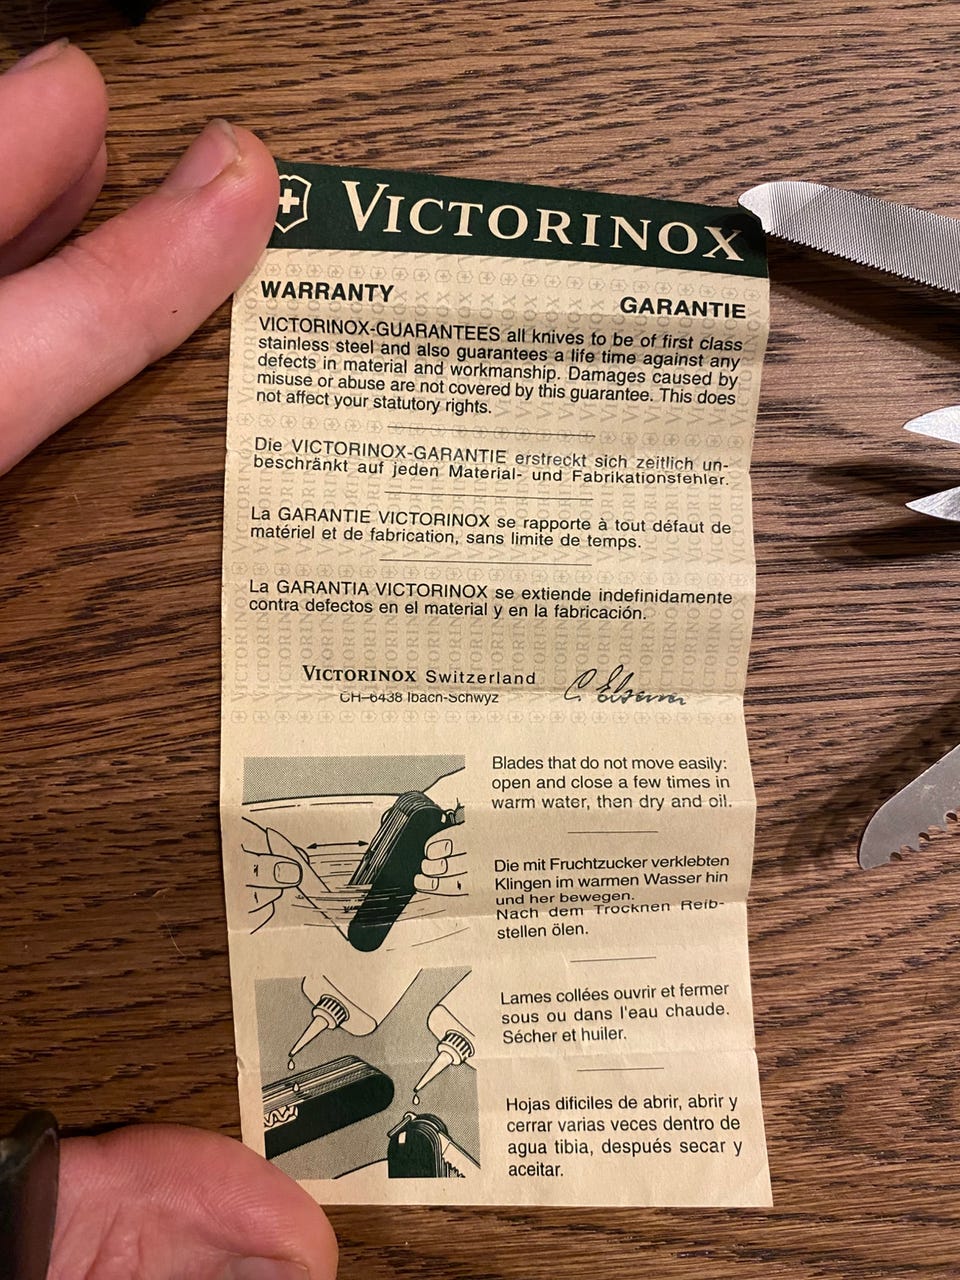 VICTORINOX
WARRANTY
GARANTIE
VICTORINOX-GUARANTEES all knives to be of first class
stainless steel and also guarantees a life time against any
defects in material and workmanship. Damages caused by
misuse or abuse are not covered by this guarantee. This does
not affect your statutory rights.
Die VICTORINOX-GARANTIE erstreckt sich zeitlich un-
beschränkt auf jeden Material- und Fabrikationsfehler.
La GARANTIE VICTORINOX se rapporte à tout défaut de
matériel et de fabrication, sans limite de temps.
La GARANTIA VICTORINOX se extiende indefinidamente
contra defectos en el material y en la fabricación.
VICTORINOX Switzerland
CH–6438 Ibach-Schwyz
C. Elsener
Blades that do not move easily:
open and close a few times in
warm water, then dry and oil.
Die mit Fruchtzucker verklebten
Klingen im warmen Wasser hin
und her bewegen.
Nach dem Trocknen Reib-
stellen ölen.
Lames collées ouvrir et fermer
sous ou dans l'eau chaude.
Sécher et huiler.
Hojas dificiles de abrir, abrir y
cerrar varias veces dentro de
agua tibia, después secar y
aceitar.